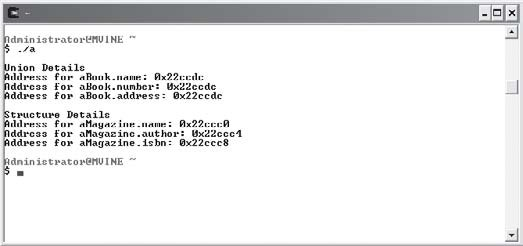 ~
Administrator@MVINE ~
$ ./a
Union Details
Address for aBook.name: 0x22ccdc
Address for aBook.number: 0x22ccdc
Address for aBook.address: 0x22ccdc
Structure Details
Address for aMagazine.name: 0x22ccc0
Address for aMagazine.author: 0x22ccc4
Address for aMagazine.isbn: 0x22ccc8
Administrator@MVINE ~
$